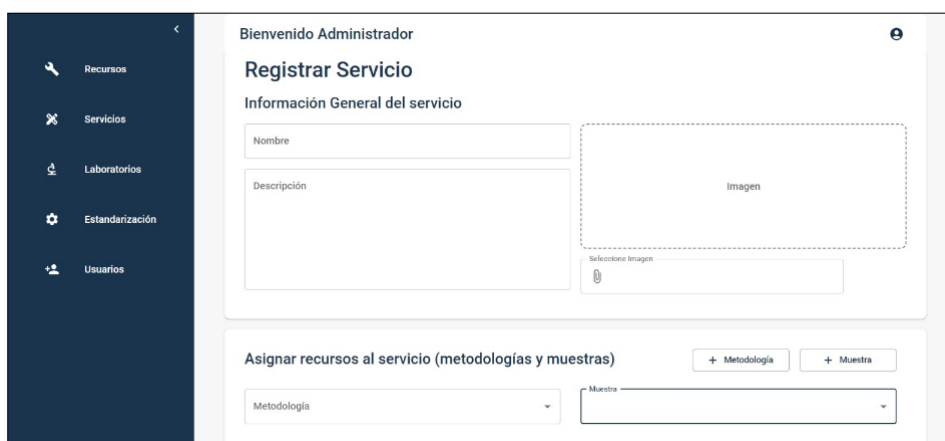 Bienvenido Administrador
Recursos
Servicios
Laboratorios
Estandarización
Usuarios
Registrar Servicio
Información General del servicio
Nombre
Descripción
Imagen
Seleccione Imagen
Asignar recursos al servicio (metodologías y muestras)
+ Metodología
+ Muestra
Metodología
Muestra